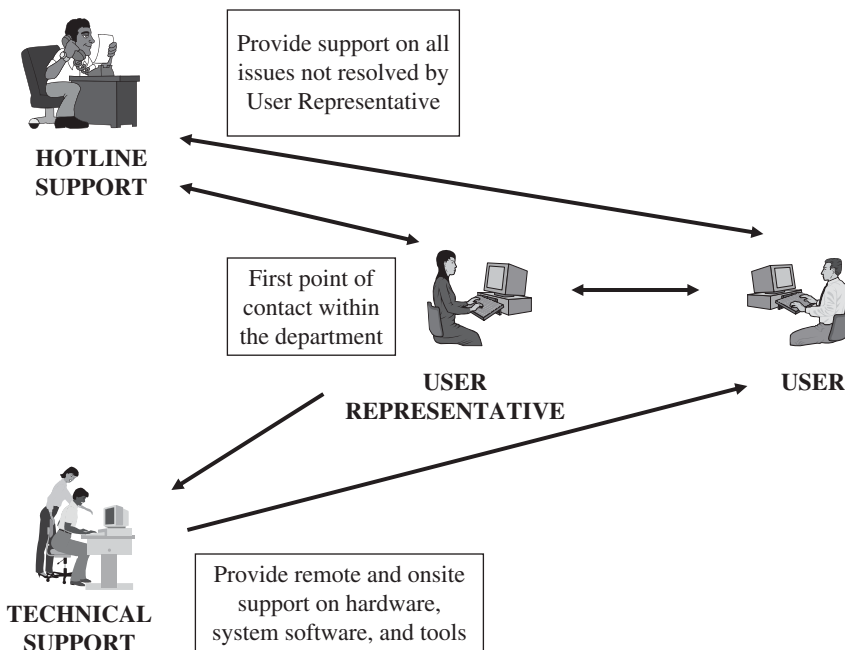 Provide support on all
issues not resolved by
User Representative
HOTLINE
SUPPORT
First point of
contact within
the department
USER
REPRESENTATIVE
USER
TECHNICAL
SUPPORT
Provide remote and onsite
support on hardware,
system software, and tools